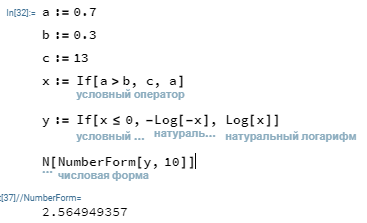 In[32]:= a := 0.7
b := 0.3
c := 13
x := If[a > b, c, a]
условный оператор
y := If[x ≤ 0, -Log[-x], Log[x]]
условный ... натураль... натуральный логарифм
N[NumberForm[y, 10]]
... числовая форма
[37]//NumberForm=
2.564949357